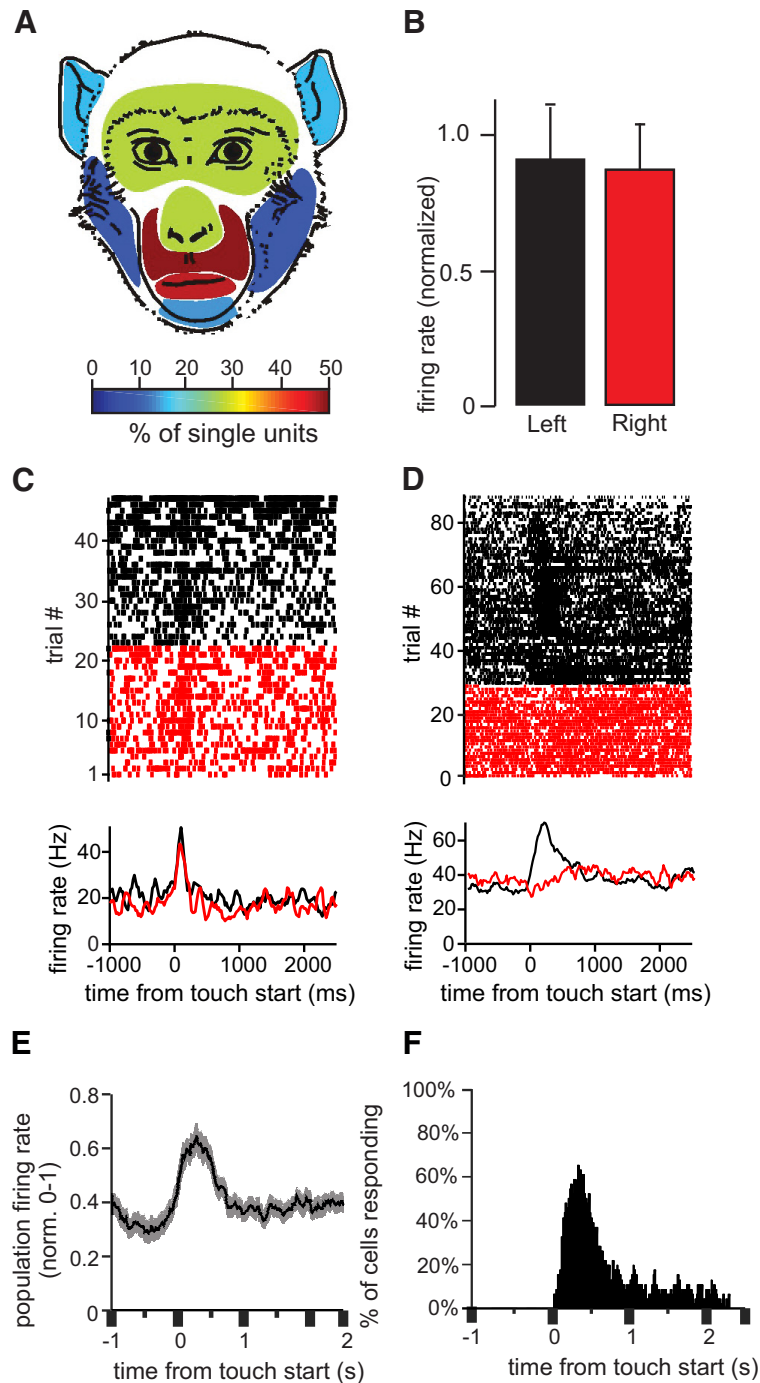 A
0 10 20 30 40 50
% of single units
B
firing rate (normalized)
1.0
0.5
0
Left Right
C
trial #
40
30
20
10
1
firing rate (Hz)
40
20
0
-1000 0 1000 2000
time from touch start (ms)
D
trial #
80
60
40
20
0
firing rate (Hz)
60
40
20
0
-1000 0 1000 2000
time from touch start (ms)
E
population firing rate
(norm. 0-1)
0.8
0.6
0.4
0.2
0
-1 0 1 2
time from touch start (s)
F
% of cells responding
100%
80%
60%
40%
20%
0%
-1 0 1 2
time from touch start (s)